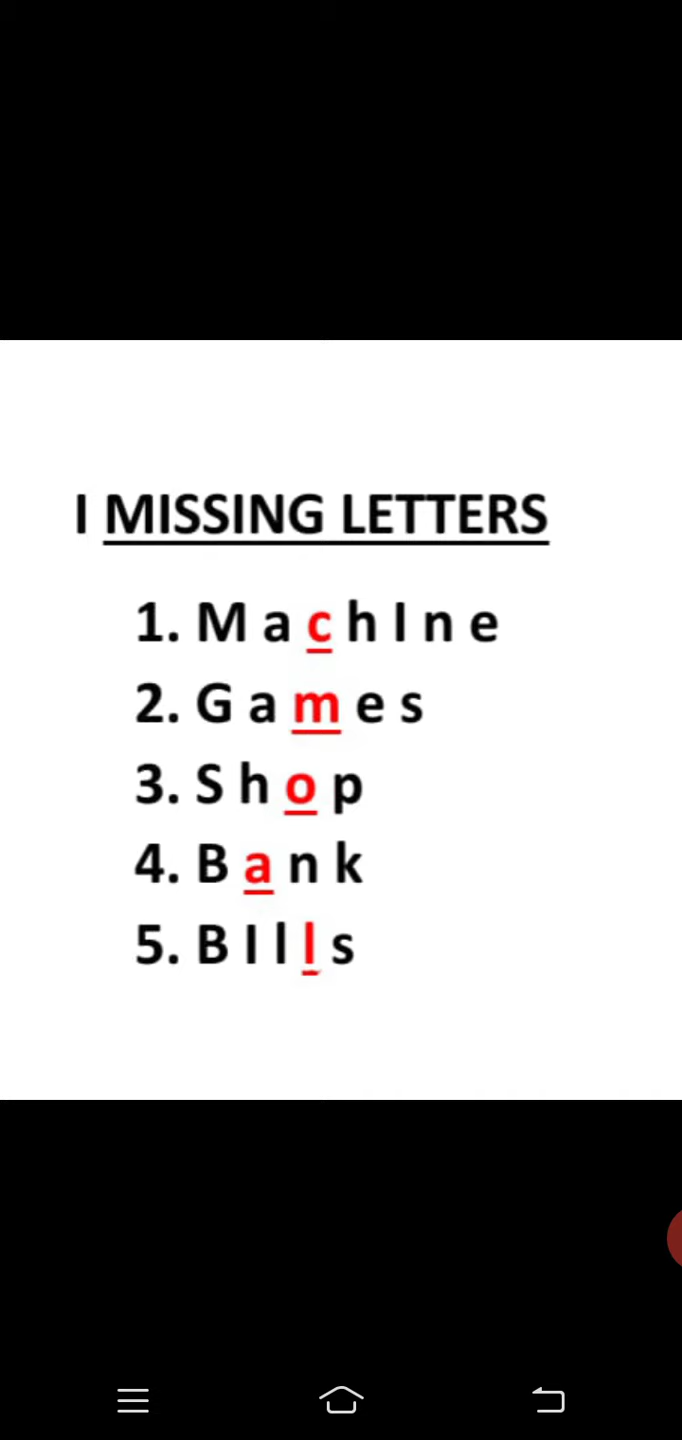 I MISSING LETTERS
1. M a c h I n e
2. G a m e s
3. S h o p
4. B a n k
5. B I l l s